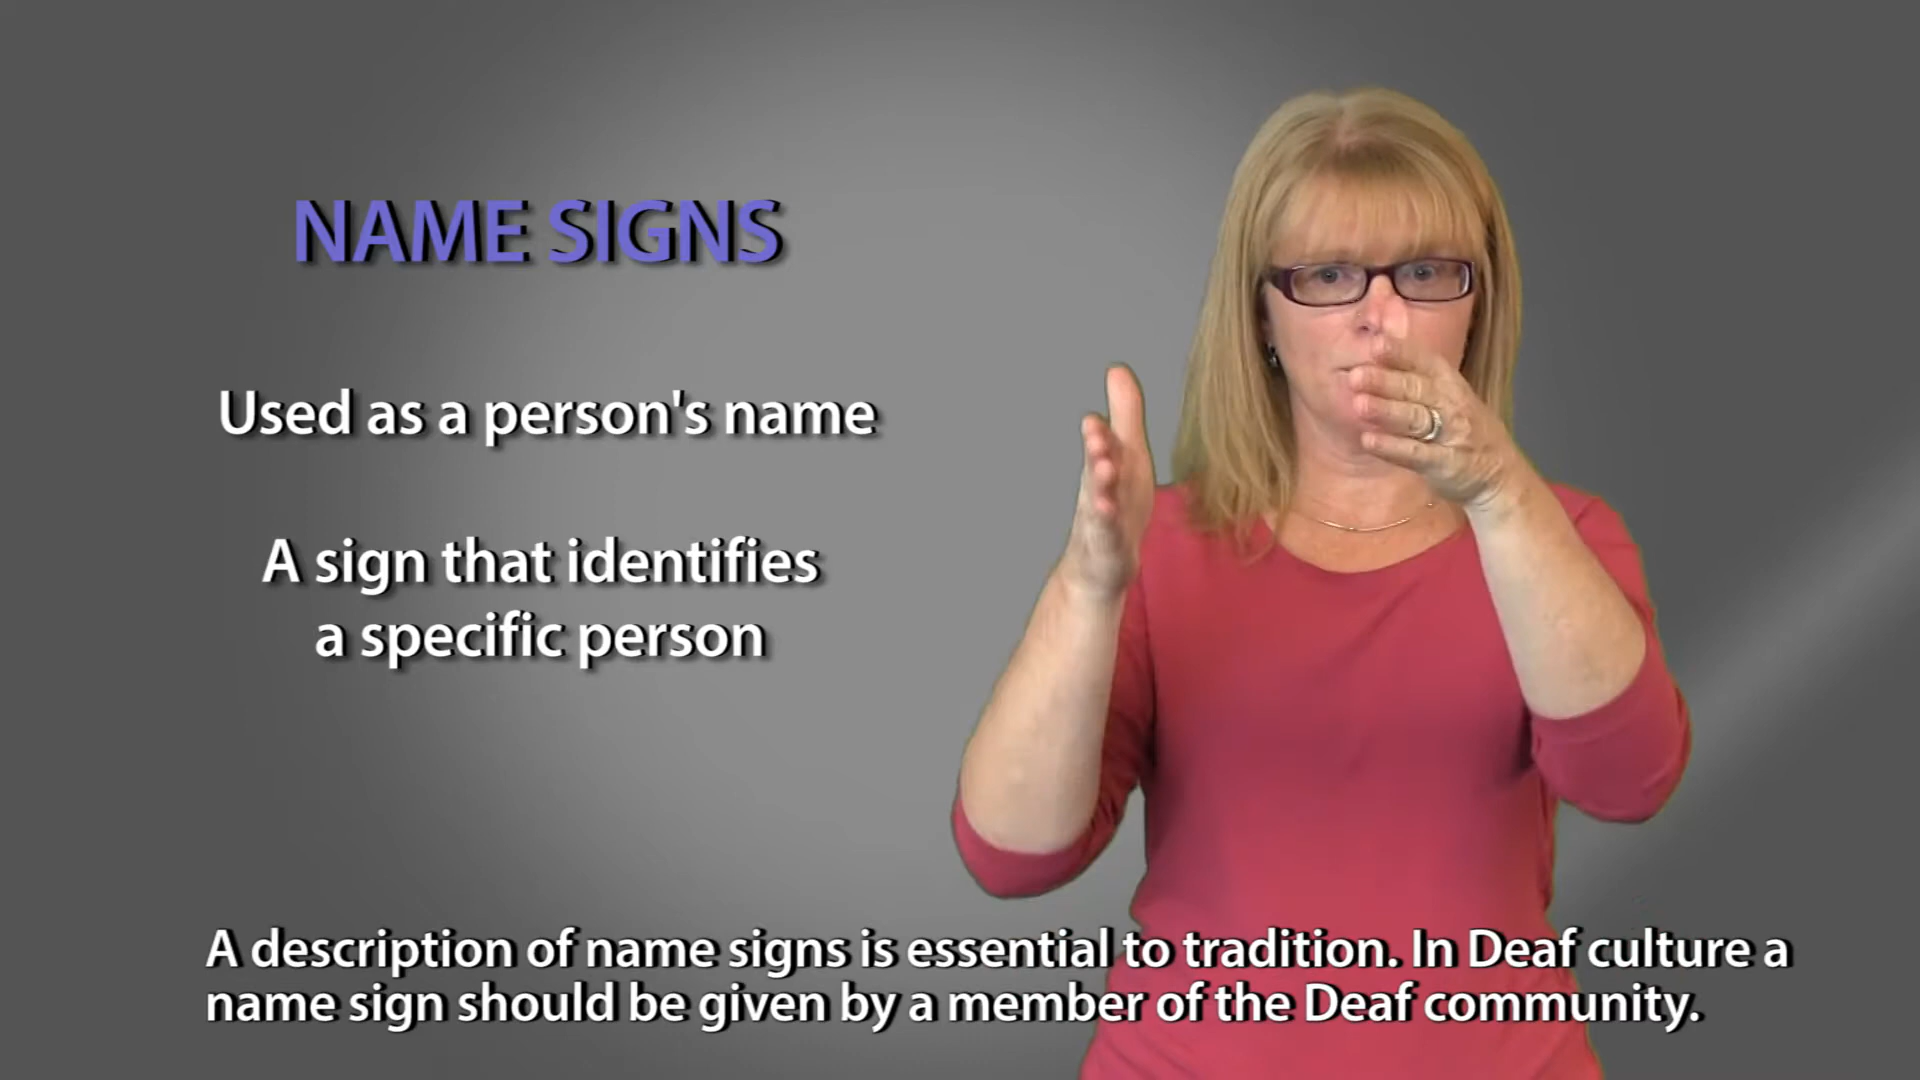 NAME SIGNS
Used as a person's name
A sign that identifies
a specific person
A description of name signs is essential to tradition. In Deaf culture a
name sign should be given by a member of the Deaf community.